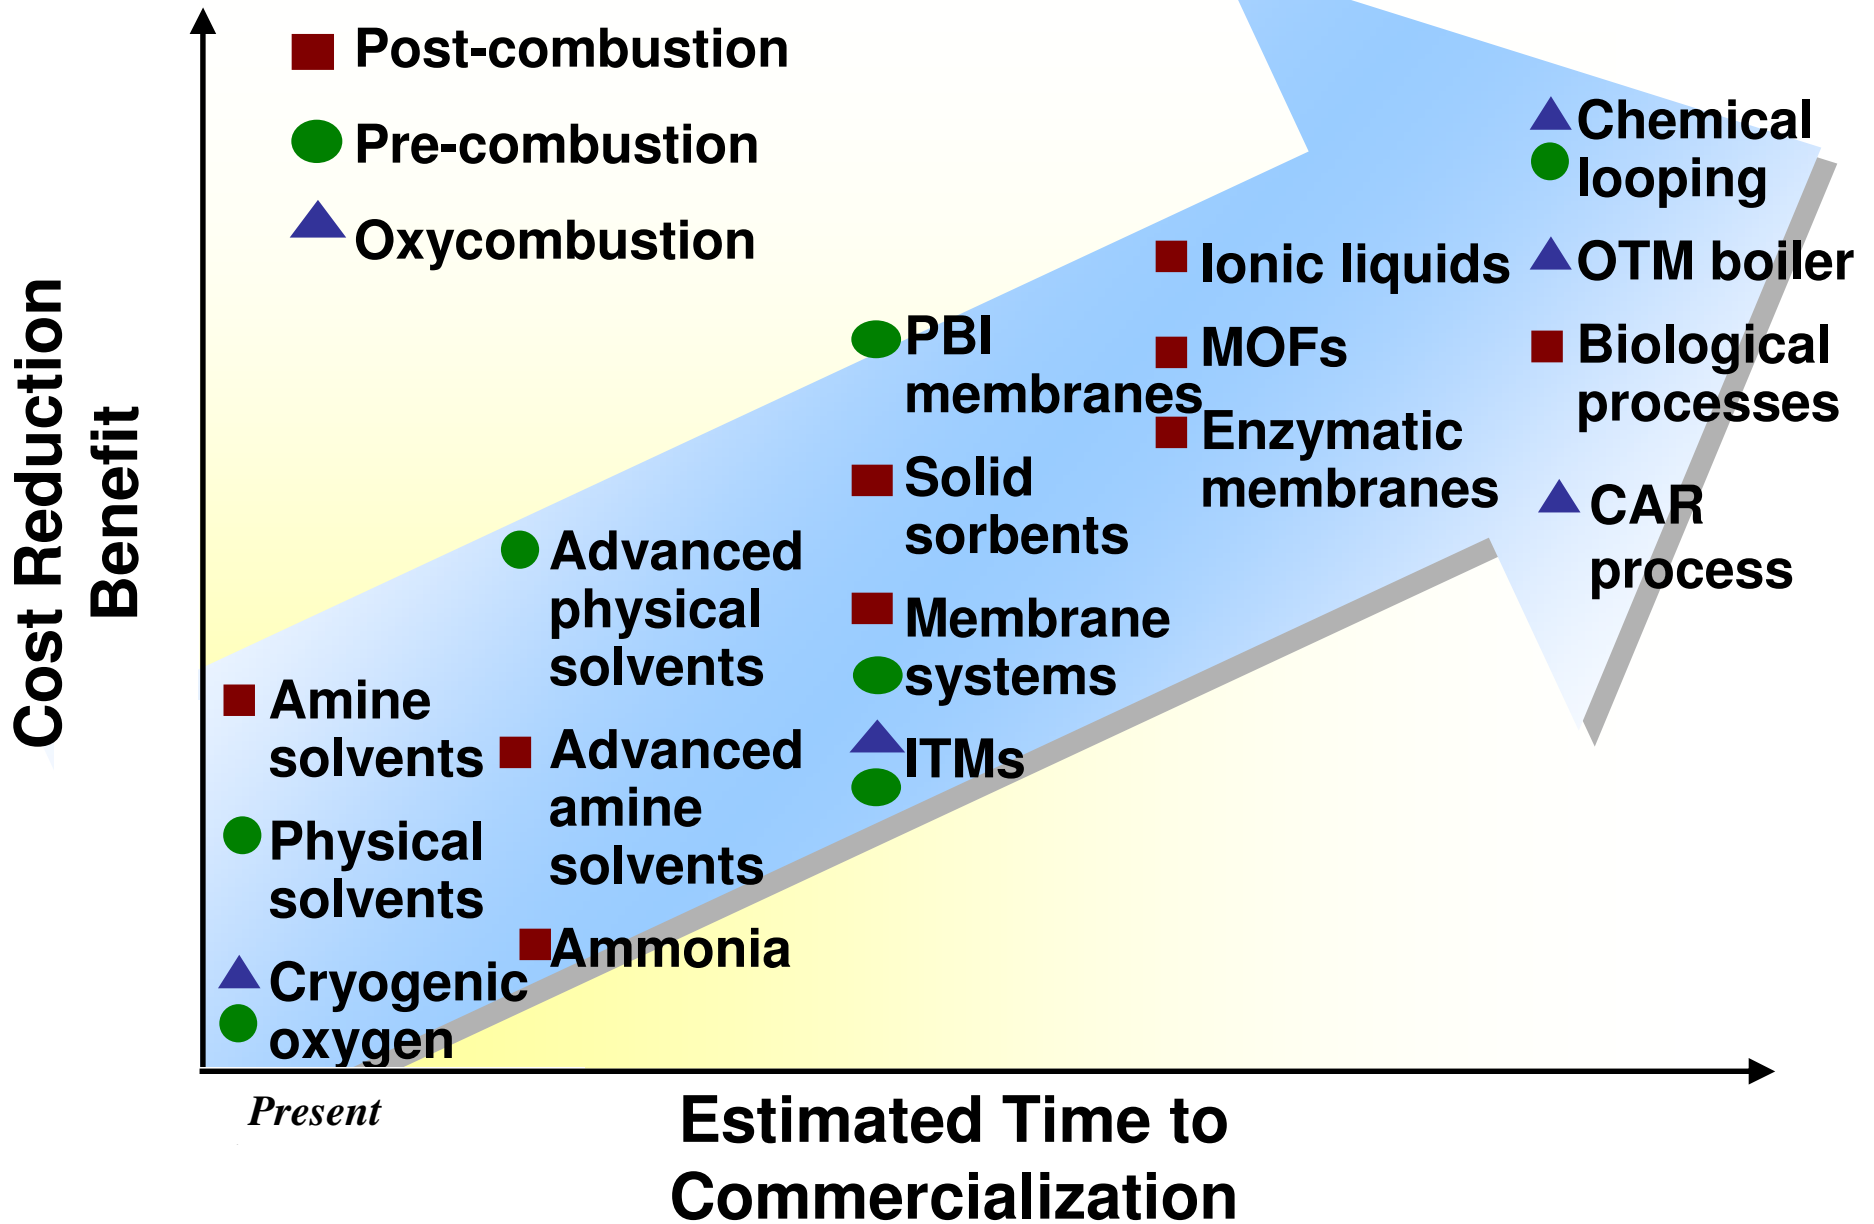 Post-combustion
Pre-combustion
Oxycombustion
Cost Reduction
Benefit
Amine
solvents
Physical
solvents
Cryogenic
oxygen
Advanced
physical
solvents
Advanced
amine
solvents
Ammonia
PBI
membranes
Solid
sorbents
Membrane
systems
ITMs
Ionic liquids
MOFs
Enzymatic
membranes
Chemical
looping
OTM boiler
Biological
processes
CAR
process
Present
Estimated Time to
Commercialization